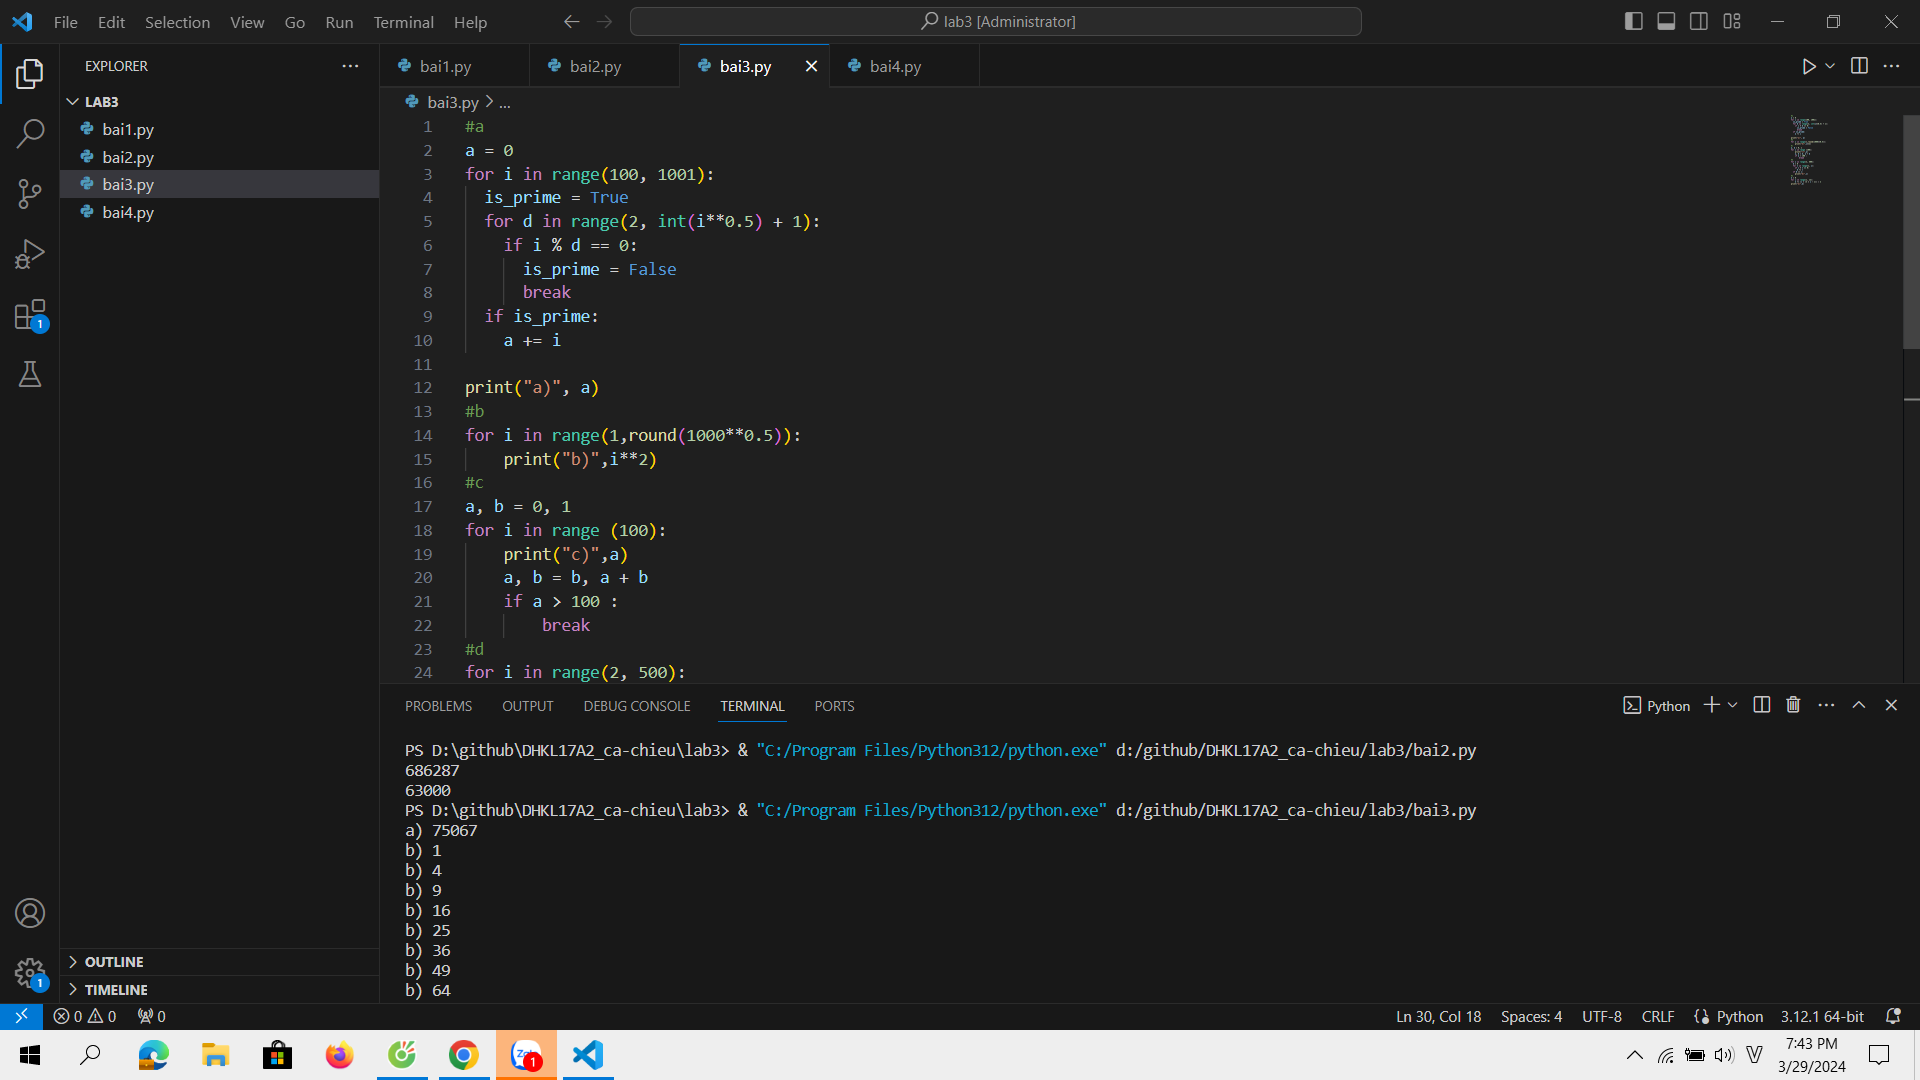 File Edit Selection View Go Run Terminal Help
lab3 [Administrator]
EXPLORER
LAB3
bai1.py
bai2.py
bai3.py
bai4.py
OUTLINE
TIMELINE
bai1.py bai2.py bai3.py bai4.py
bai3.py > ...
1 #a
2 a = 0
3 for i in range(100, 1001):
4   is_prime = True
5   for d in range(2, int(i**0.5) + 1):
6     if i % d == 0:
7       is_prime = False
8       break
9   if is_prime:
10     a += i
11
12 print("a)", a)
13 #b
14 for i in range(1,round(1000**0.5)):
15     print("b)",i**2)
16 #c
17 a, b = 0, 1
18 for i in range (100):
19     print("c)",a)
20     a, b = b, a + b
21     if a > 100 :
22         break
23 #d
24 for i in range(2, 500):
PROBLEMS OUTPUT DEBUG CONSOLE TERMINAL PORTS
Python
PS D:\github\DHKL17A2_ca-chieu\lab3> & "C:/Program Files/Python312/python.exe" d:/github/DHKL17A2_ca-chieu/lab3/bai2.py
686287
63000
PS D:\github\DHKL17A2_ca-chieu\lab3> & "C:/Program Files/Python312/python.exe" d:/github/DHKL17A2_ca-chieu/lab3/bai3.py
a) 75067
b) 1
b) 4
b) 9
b) 16
b) 25
b) 36
b) 49
b) 64
1
1
0 0 0
Ln 30, Col 18 Spaces: 4 UTF-8 CRLF Python 3.12.1 64-bit
1
V
7:43 PM
3/29/2024